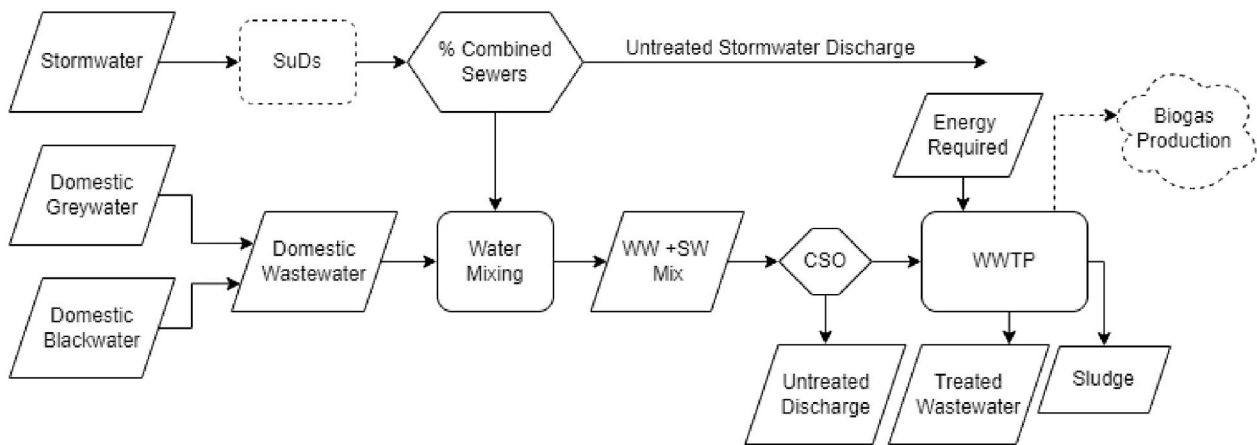 Stormwater
SuDs
% Combined
Sewers
Untreated Stormwater Discharge
Energy
Required
Biogas
Production
Domestic
Greywater
Domestic
Wastewater
Water
Mixing
WW +SW
Mix
CSO
WWTP
Domestic
Blackwater
Untreated
Discharge
Treated
Wastewater
Sludge